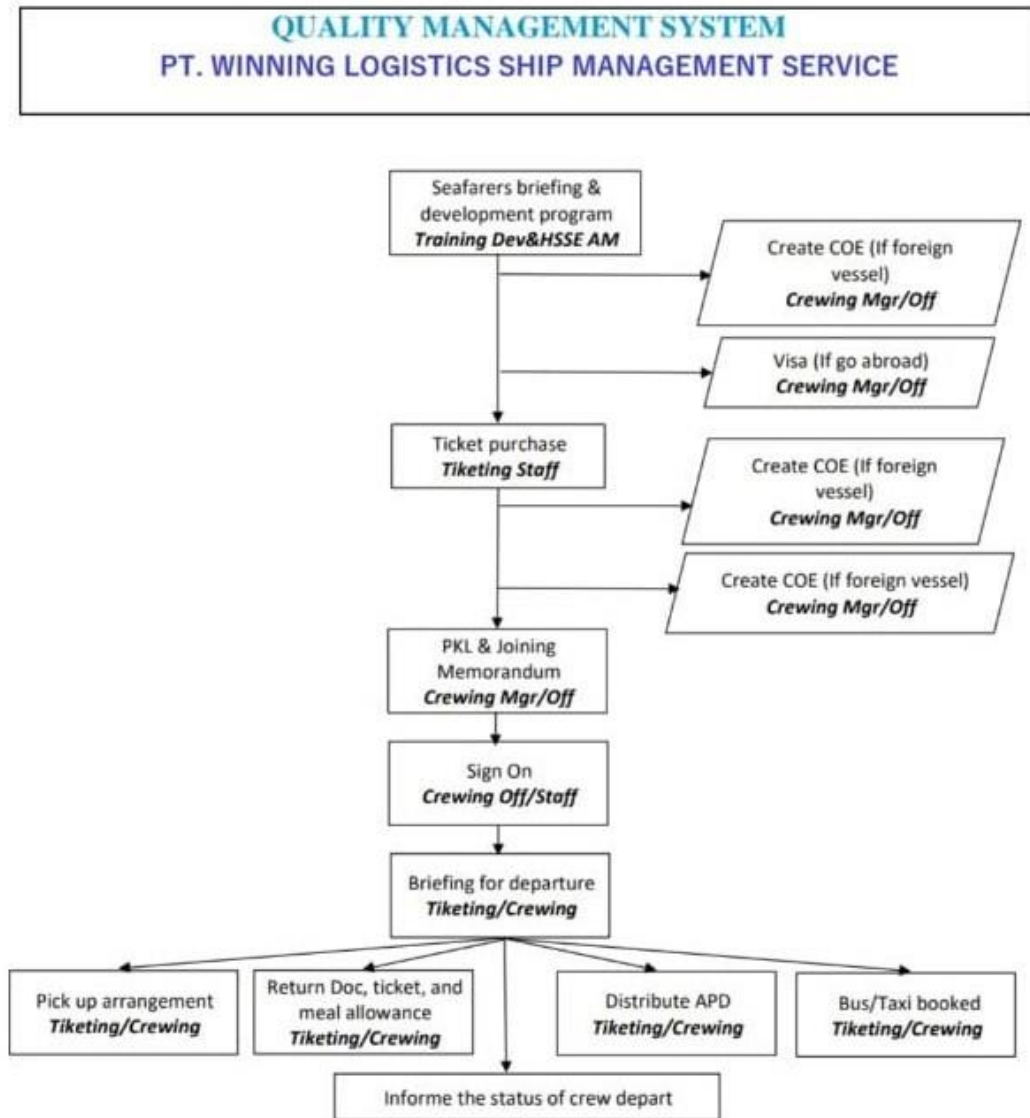 QUALITY MANAGEMENT SYSTEM
PT. WINNING LOGISTICS SHIP MANAGEMENT SERVICE
Seafarers briefing &
development program
Training Dev&HSSE AM
Create COE (If foreign
vessel)
Crewing Mgr/Off
Visa (If go abroad)
Crewing Mgr/Off
Ticket purchase
Tiketing Staff
Create COE (If foreign
vessel)
Crewing Mgr/Off
Create COE (If foreign vessel)
Crewing Mgr/Off
PKL & Joining
Memorandum
Crewing Mgr/Off
Sign On
Crewing Off/Staff
Briefing for departure
Tiketing/Crewing
Pick up arrangement
Tiketing/Crewing
Return Doc, ticket, and
meal allowance
Tiketing/Crewing
Distribute APD
Tiketing/Crewing
Bus/Taxi booked
Tiketing/Crewing
Informe the status of crew depart